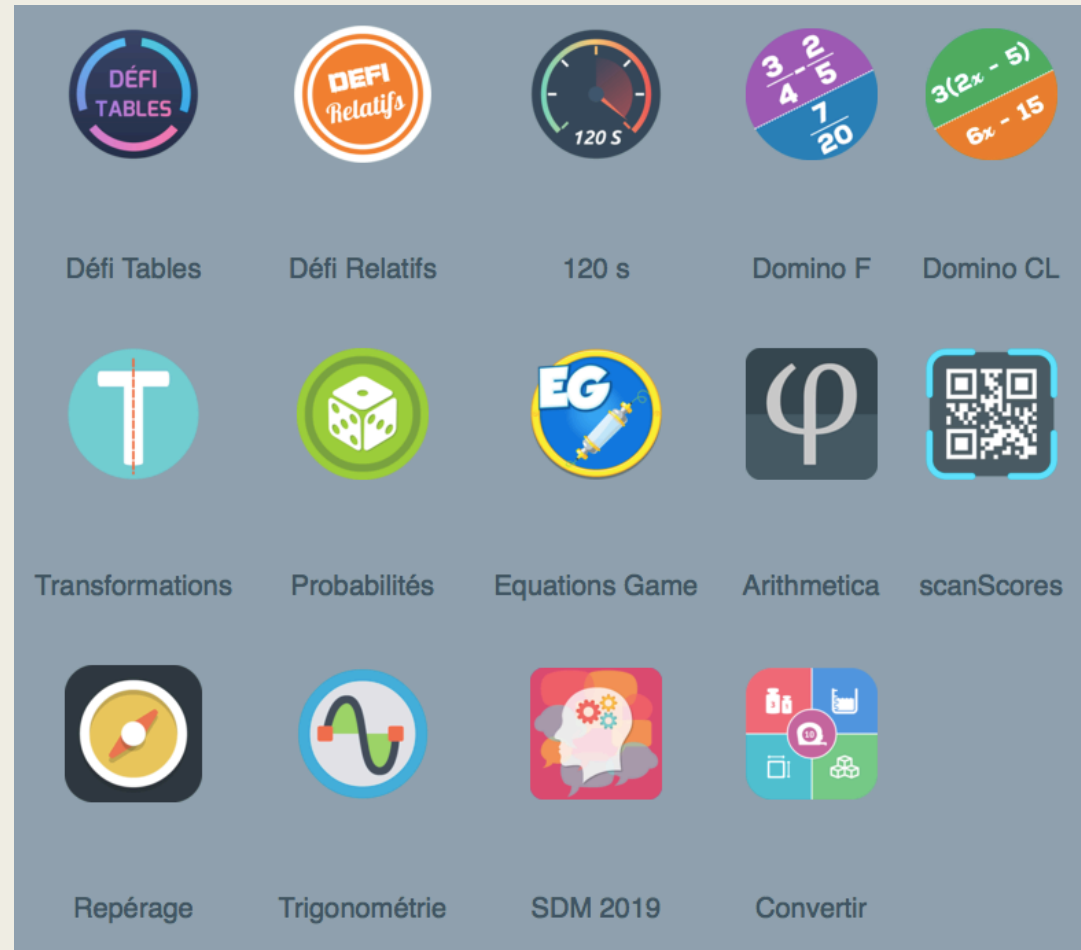 DÉFI
TABLES
DEFI
Relatifs
120 S
3/4 - 2/5
7/20
3(2x - 5)
6x - 15
Défi Tables
Défi Relatifs
120 s
Domino F
Domino CL
T
EG
φ
Transformations
Probabilités
Equations Game
Arithmetica
scanScores
10
Repérage
Trigonométrie
SDM 2019
Convertir